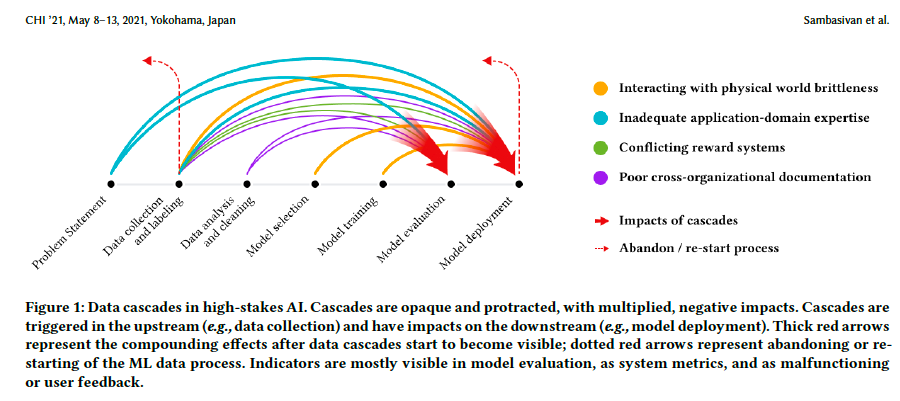 CHI '21, May 8–13, 2021, Yokohama, Japan
Sambasivan et al.
Interacting with physical world brittleness
Inadequate application-domain expertise
Conflicting reward systems
Poor cross-organizational documentation
Impacts of cascades
Abandon / re-start process
Problem Statement
Data collection
and labeling
Data analysis
and cleaning
Model selection
Model training
Model evaluation
Model deployment
Figure 1: Data cascades in high-stakes AI. Cascades are opaque and protracted, with multiplied, negative impacts. Cascades are
triggered in the upstream (e.g., data collection) and have impacts on the downstream (e.g., model deployment). Thick red arrows
represent the compounding effects after data cascades start to become visible; dotted red arrows represent abandoning or re-
starting of the ML data process. Indicators are mostly visible in model evaluation, as system metrics, and as malfunctioning
or user feedback.